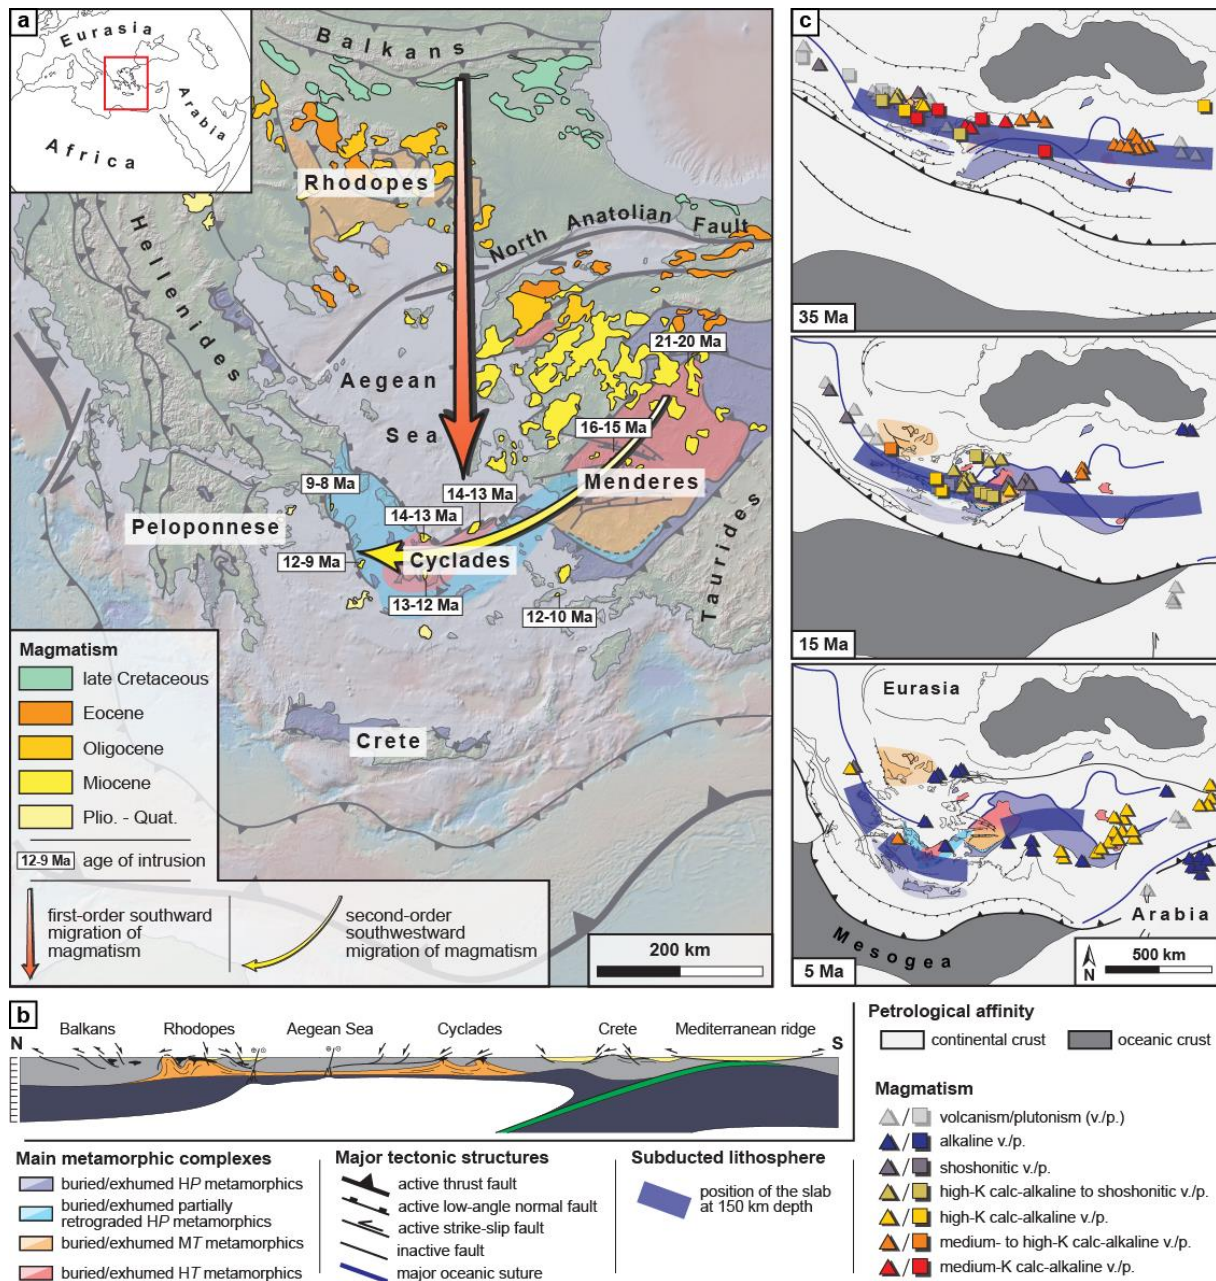 a
Eurasia
Arabia
Africa
Balkans
Rhodopes
Hellenides
North Anatolian Fault
Aegean
Sea
21-20 Ma
16-15 Ma
9-8 Ma
14-13 Ma
14-13 Ma
Menderes
Peloponnese
12-9 Ma
Cyclades
13-12 Ma
12-10 Ma
Taurides
Crete
Magmatism
late Cretaceous
Eocene
Oligocene
Miocene
Plio. - Quat.
12-9 Ma age of intrusion
first-order southward
migration of
magmatism
second-order
southwestward
migration of magmatism
200 km
c
35 Ma
15 Ma
Eurasia
Arabia
Mesogea
5 Ma
N
500 km
b
Balkans Rhodopes Aegean Sea Cyclades Crete Mediterranean ridge
N S
Main metamorphic complexes
buried/exhumed HP metamorphics
buried/exhumed partially
retrograded HP metamorphics
buried/exhumed MT metamorphics
buried/exhumed HT metamorphics
Major tectonic structures
active thrust fault
active low-angle normal fault
active strike-slip fault
inactive fault
major oceanic suture
Subducted lithosphere
position of the slab
at 150 km depth
Petrological affinity
continental crust oceanic crust
Magmatism
/ volcanism/plutonism (v./p.)
/ alkaline v./p.
/ shoshonitic v./p.
/ high-K calc-alkaline to shoshonitic v./p.
/ high-K calc-alkaline v./p.
/ medium- to high-K calc-alkaline v./p.
/ medium-K calc-alkaline v./p.